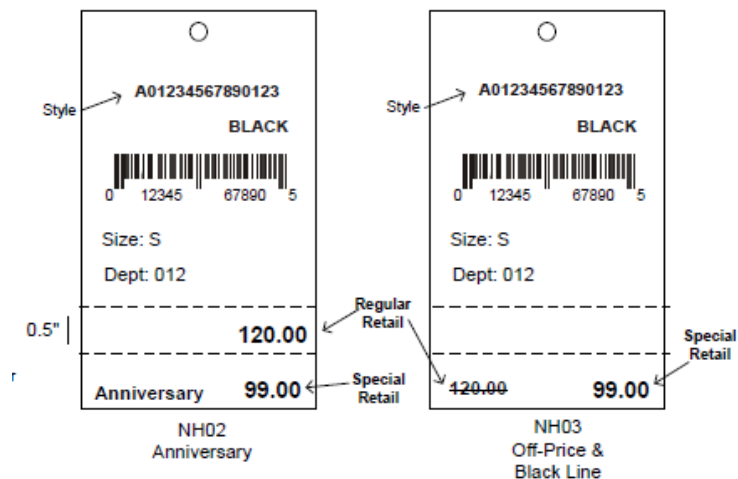 A01234567890123
Style
BLACK
0 12345 67890 5
Size: S
Dept: 012
0.5"
120.00
Anniversary 99.00
NH02
Anniversary
Regular
Retail
Special
Retail
A01234567890123
Style
BLACK
0 12345 67890 5
Size: S
Dept: 012
120.00 99.00
Special
Retail
NH03
Off-Price &
Black Line
r